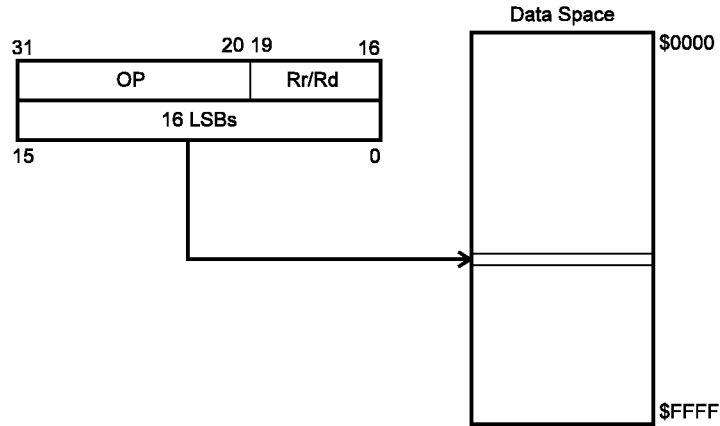 Data Space
31 20 19 16
$0000
OP Rr/Rd
16 LSBs
15 0
$FFFF